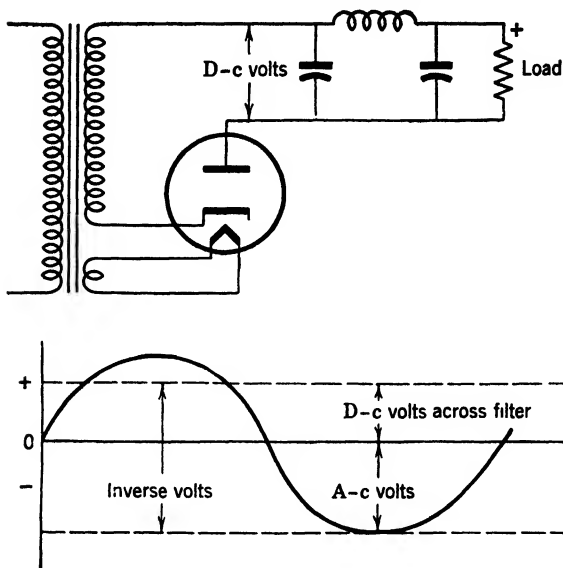 +
D-c volts
Load
+
D-c volts across filter
0
Inverse volts
A-c volts
-